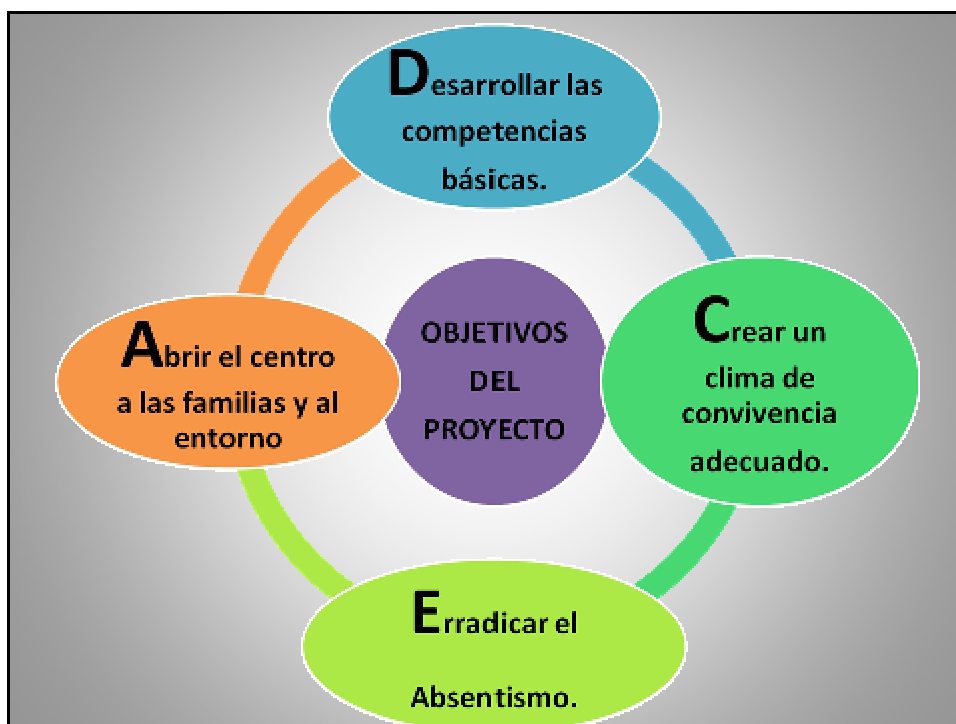 Desarrollar las
competencias
básicas.
Abrir el centro
a las familias y al
entorno
OBJETIVOS
DEL
PROYECTO
Crear un
clima de
convivencia
adecuado.
Erradicar el
Absentismo.